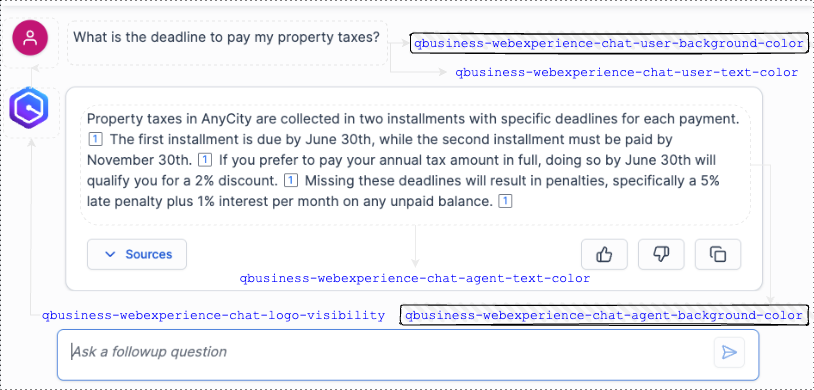 What is the deadline to pay my property taxes?
qbusiness-webexperience-chat-user-background-color
qbusiness-webexperience-chat-user-text-color
Property taxes in AnyCity are collected in two installments with specific deadlines for each payment.
1 The first installment is due by June 30th, while the second installment must be paid by
November 30th. 1 If you prefer to pay your annual tax amount in full, doing so by June 30th will
qualify you for a 2% discount. 1 Missing these deadlines will result in penalties, specifically a 5%
late penalty plus 1% interest per month on any unpaid balance. 1
Sources
qbusiness-webexperience-chat-agent-text-color
qbusiness-webexperience-chat-logo-visibility
qbusiness-webexperience-chat-agent-background-color
Ask a followup question